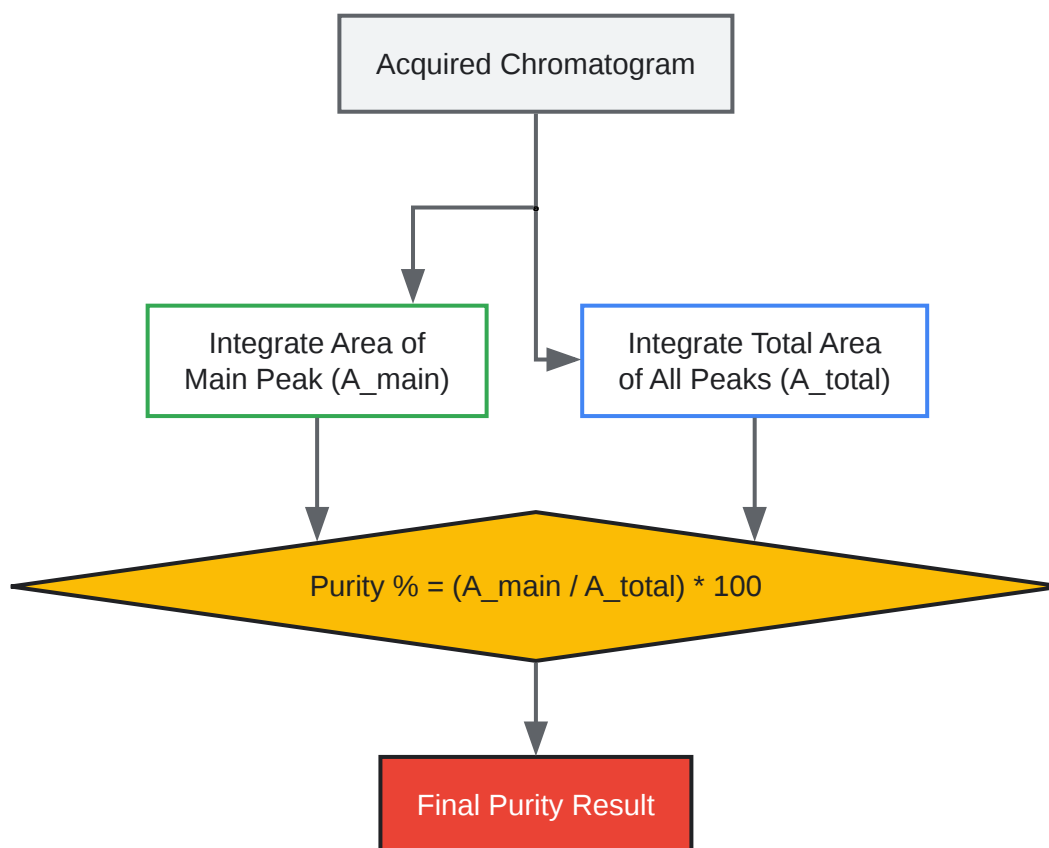 Acquired Chromatogram
Integrate Area of
Main Peak (A_main)
Integrate Total Area
of All Peaks (A_total)
Purity % = (A_main / A_total) * 100
Final Purity Result